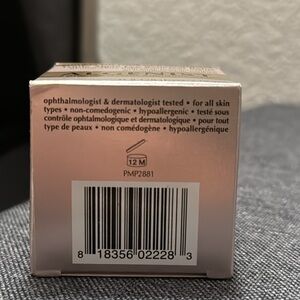 ophthalmologist & dermatologist tested • for all skin
types • non-comedogenic • hypoallergenic • testé sous
contrôle ophtalmologique et dermatologique • pour tout
type de peaux • non comédogène • hypoallergénique
12 M
PMP2881
8 18356 02228 3